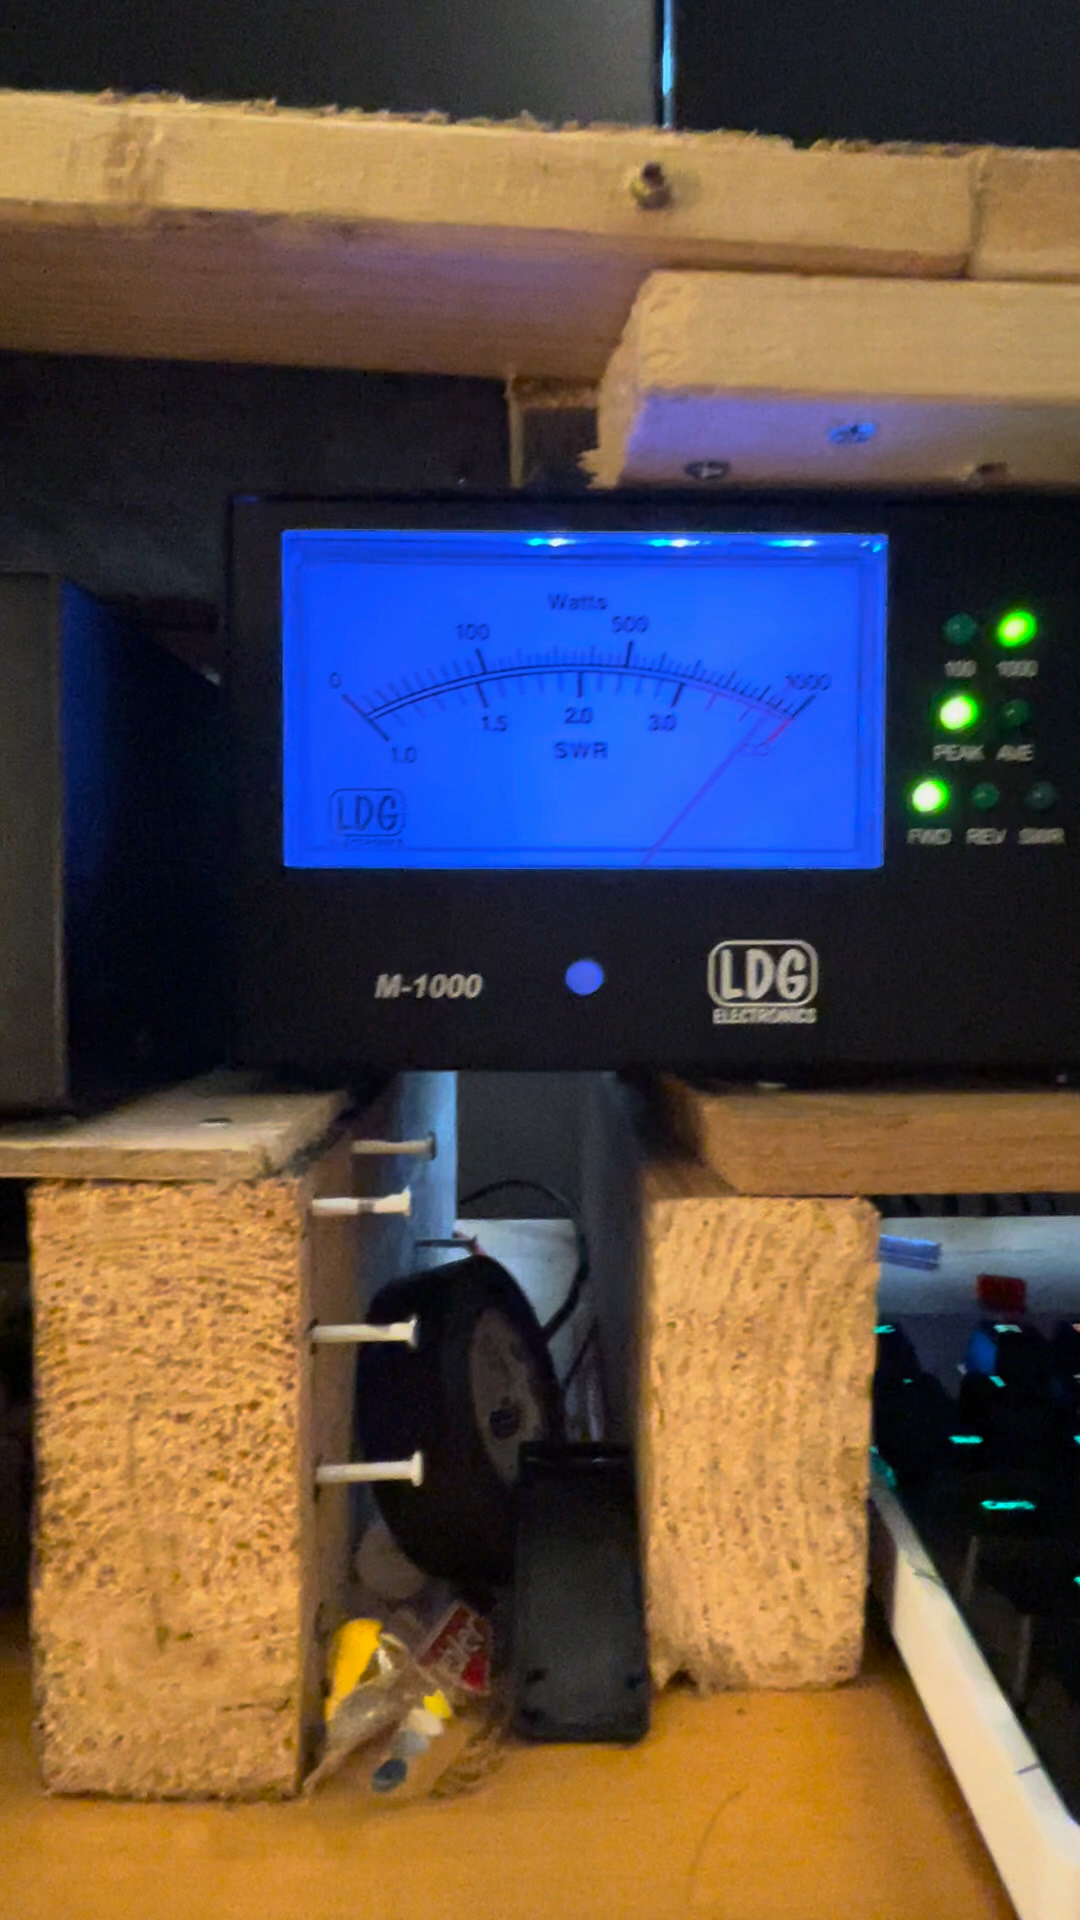 Watts
100 500
0 1000
1.0 1.5 2.0 3.0
SWR
LDG
ELECTRONICS
100 1000
PEAK AVE
FWD REV SWR
M-1000
LDG
ELECTRONICS